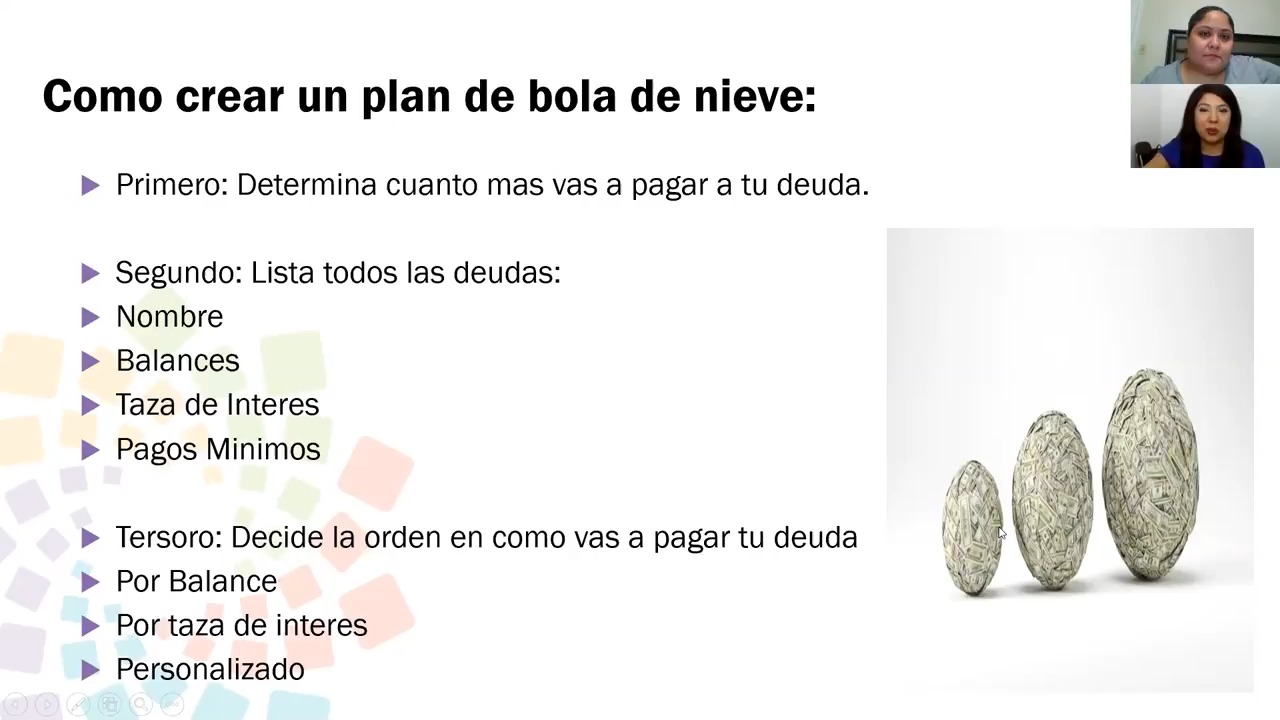 Como crear un plan de bola de nieve:
Primero: Determina cuanto mas vas a pagar a tu deuda.
Segundo: Lista todos las deudas:
Nombre
Balances
Taza de Interes
Pagos Minimos
Tersoro: Decide la orden en como vas a pagar tu deuda
Por Balance
Por taza de interes
Personalizado